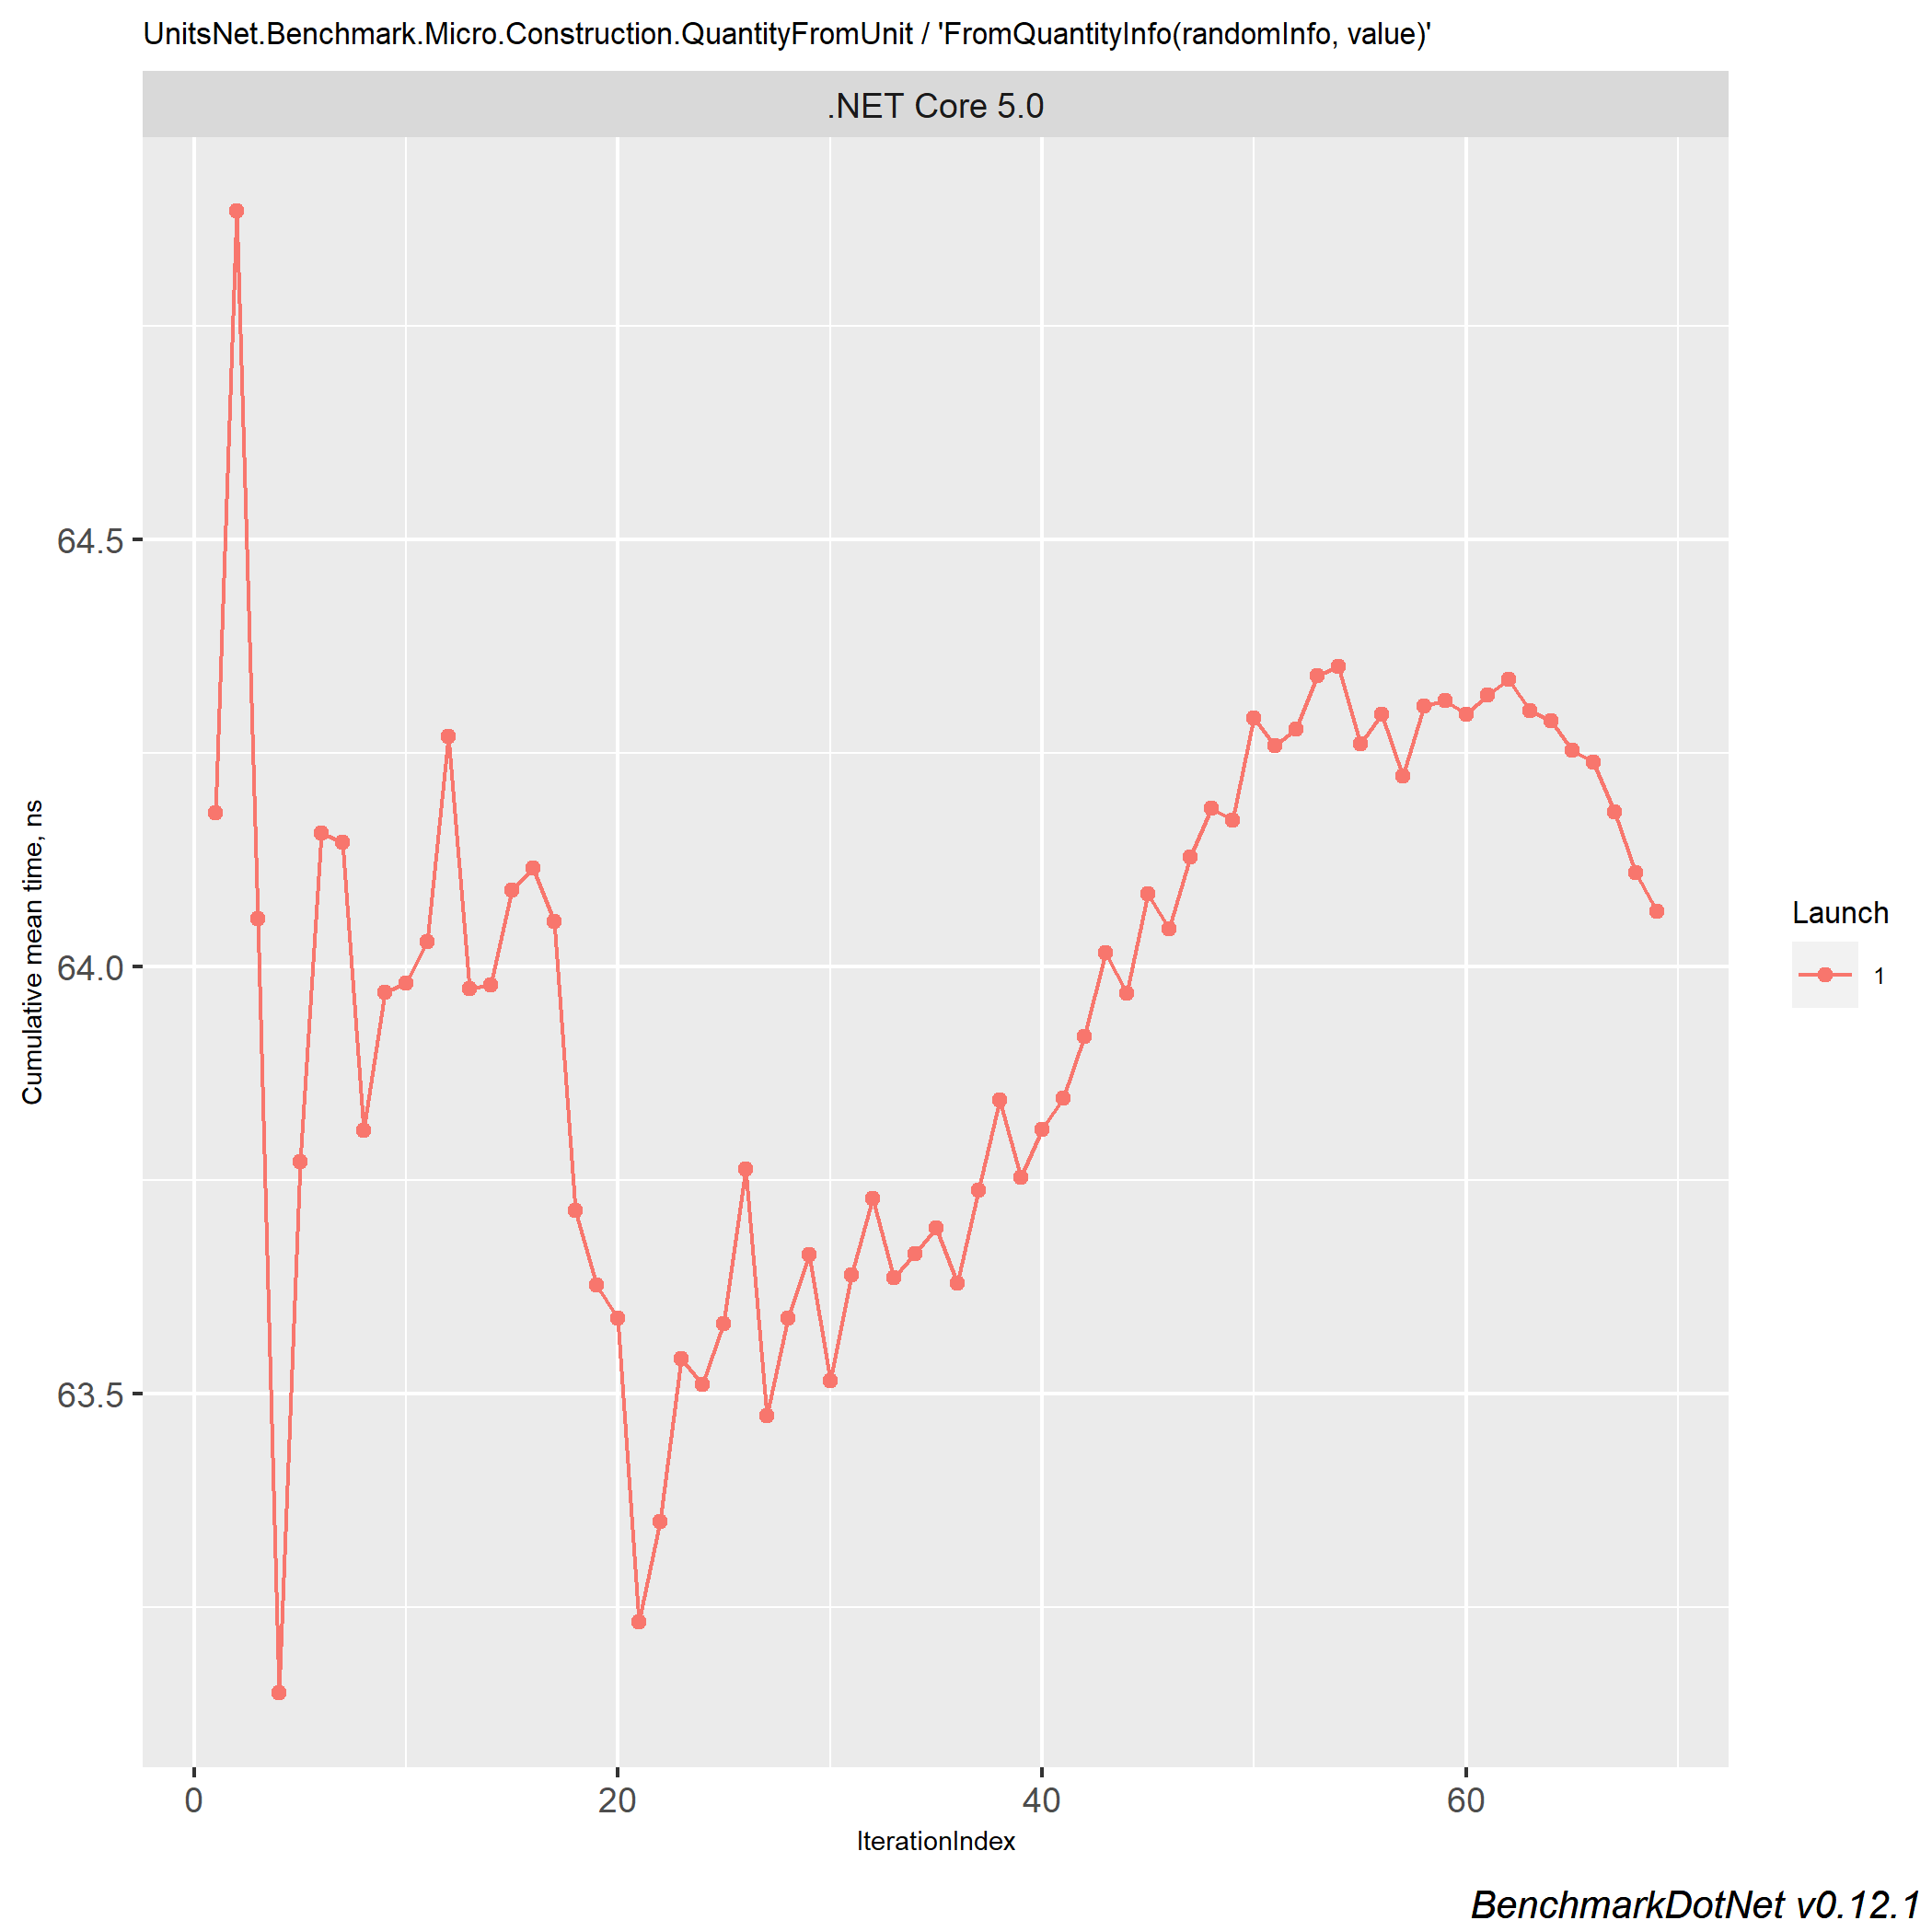 UnitsNet.Benchmark.Micro.Construction.QuantityFromUnit / 'FromQuantityInfo(randomInfo, value)'
.NET Core 5.0
64.5
64.0
63.5
Cumulative mean time, ns
0 20 40 60
IterationIndex
Launch
1
BenchmarkDotNet v0.12.1